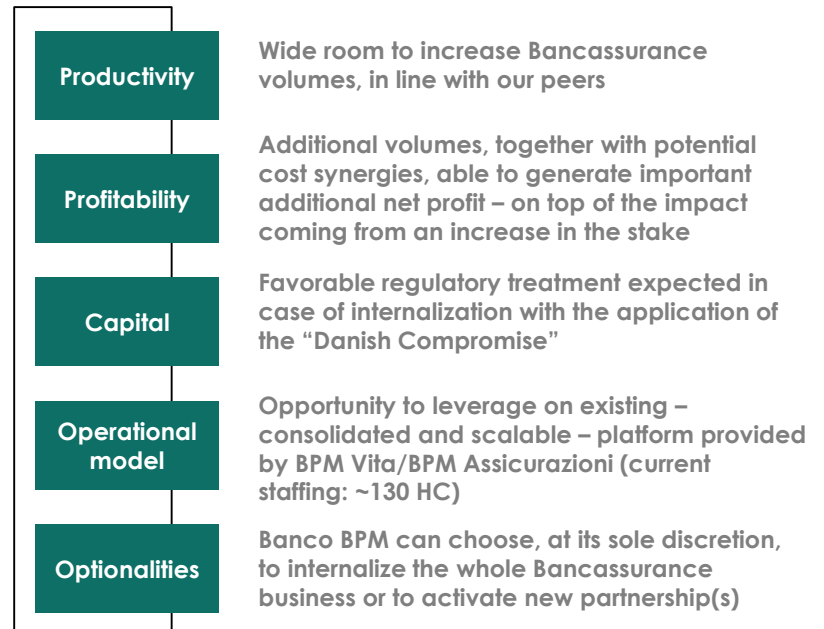 Productivity
Wide room to increase Bancassurance
volumes, in line with our peers
Profitability
Additional volumes, together with potential
cost synergies, able to generate important
additional net profit – on top of the impact
coming from an increase in the stake
Capital
Favorable regulatory treatment expected in
case of internalization with the application of
the “Danish Compromise”
Operational
model
Opportunity to leverage on existing –
consolidated and scalable – platform provided
by BPM Vita/BPM Assicurazioni (current
staffing: ~130 HC)
Optionalities
Banco BPM can choose, at its sole discretion,
to internalize the whole Bancassurance
business or to activate new partnership(s)